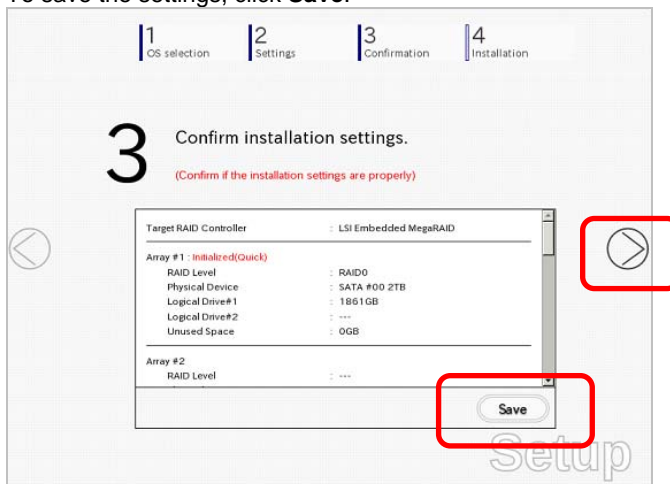 To save the settings, click Save.
1 2 3 4
OS selection Settings Confirmation Installation
3 Confirm installation settings.
(Confirm if the installation settings are properly)
Target RAID Controller : LSI Embedded MegaRAID
Array #1 : Initialized(Quick)
RAID Level : RAID0
Physical Device : SATA #00 2TB
Logical Drive#1 : 1861GB
Logical Drive#2 : ---
Unused Space : 0GB
Array #2
RAID Level : ---
Save
Setup